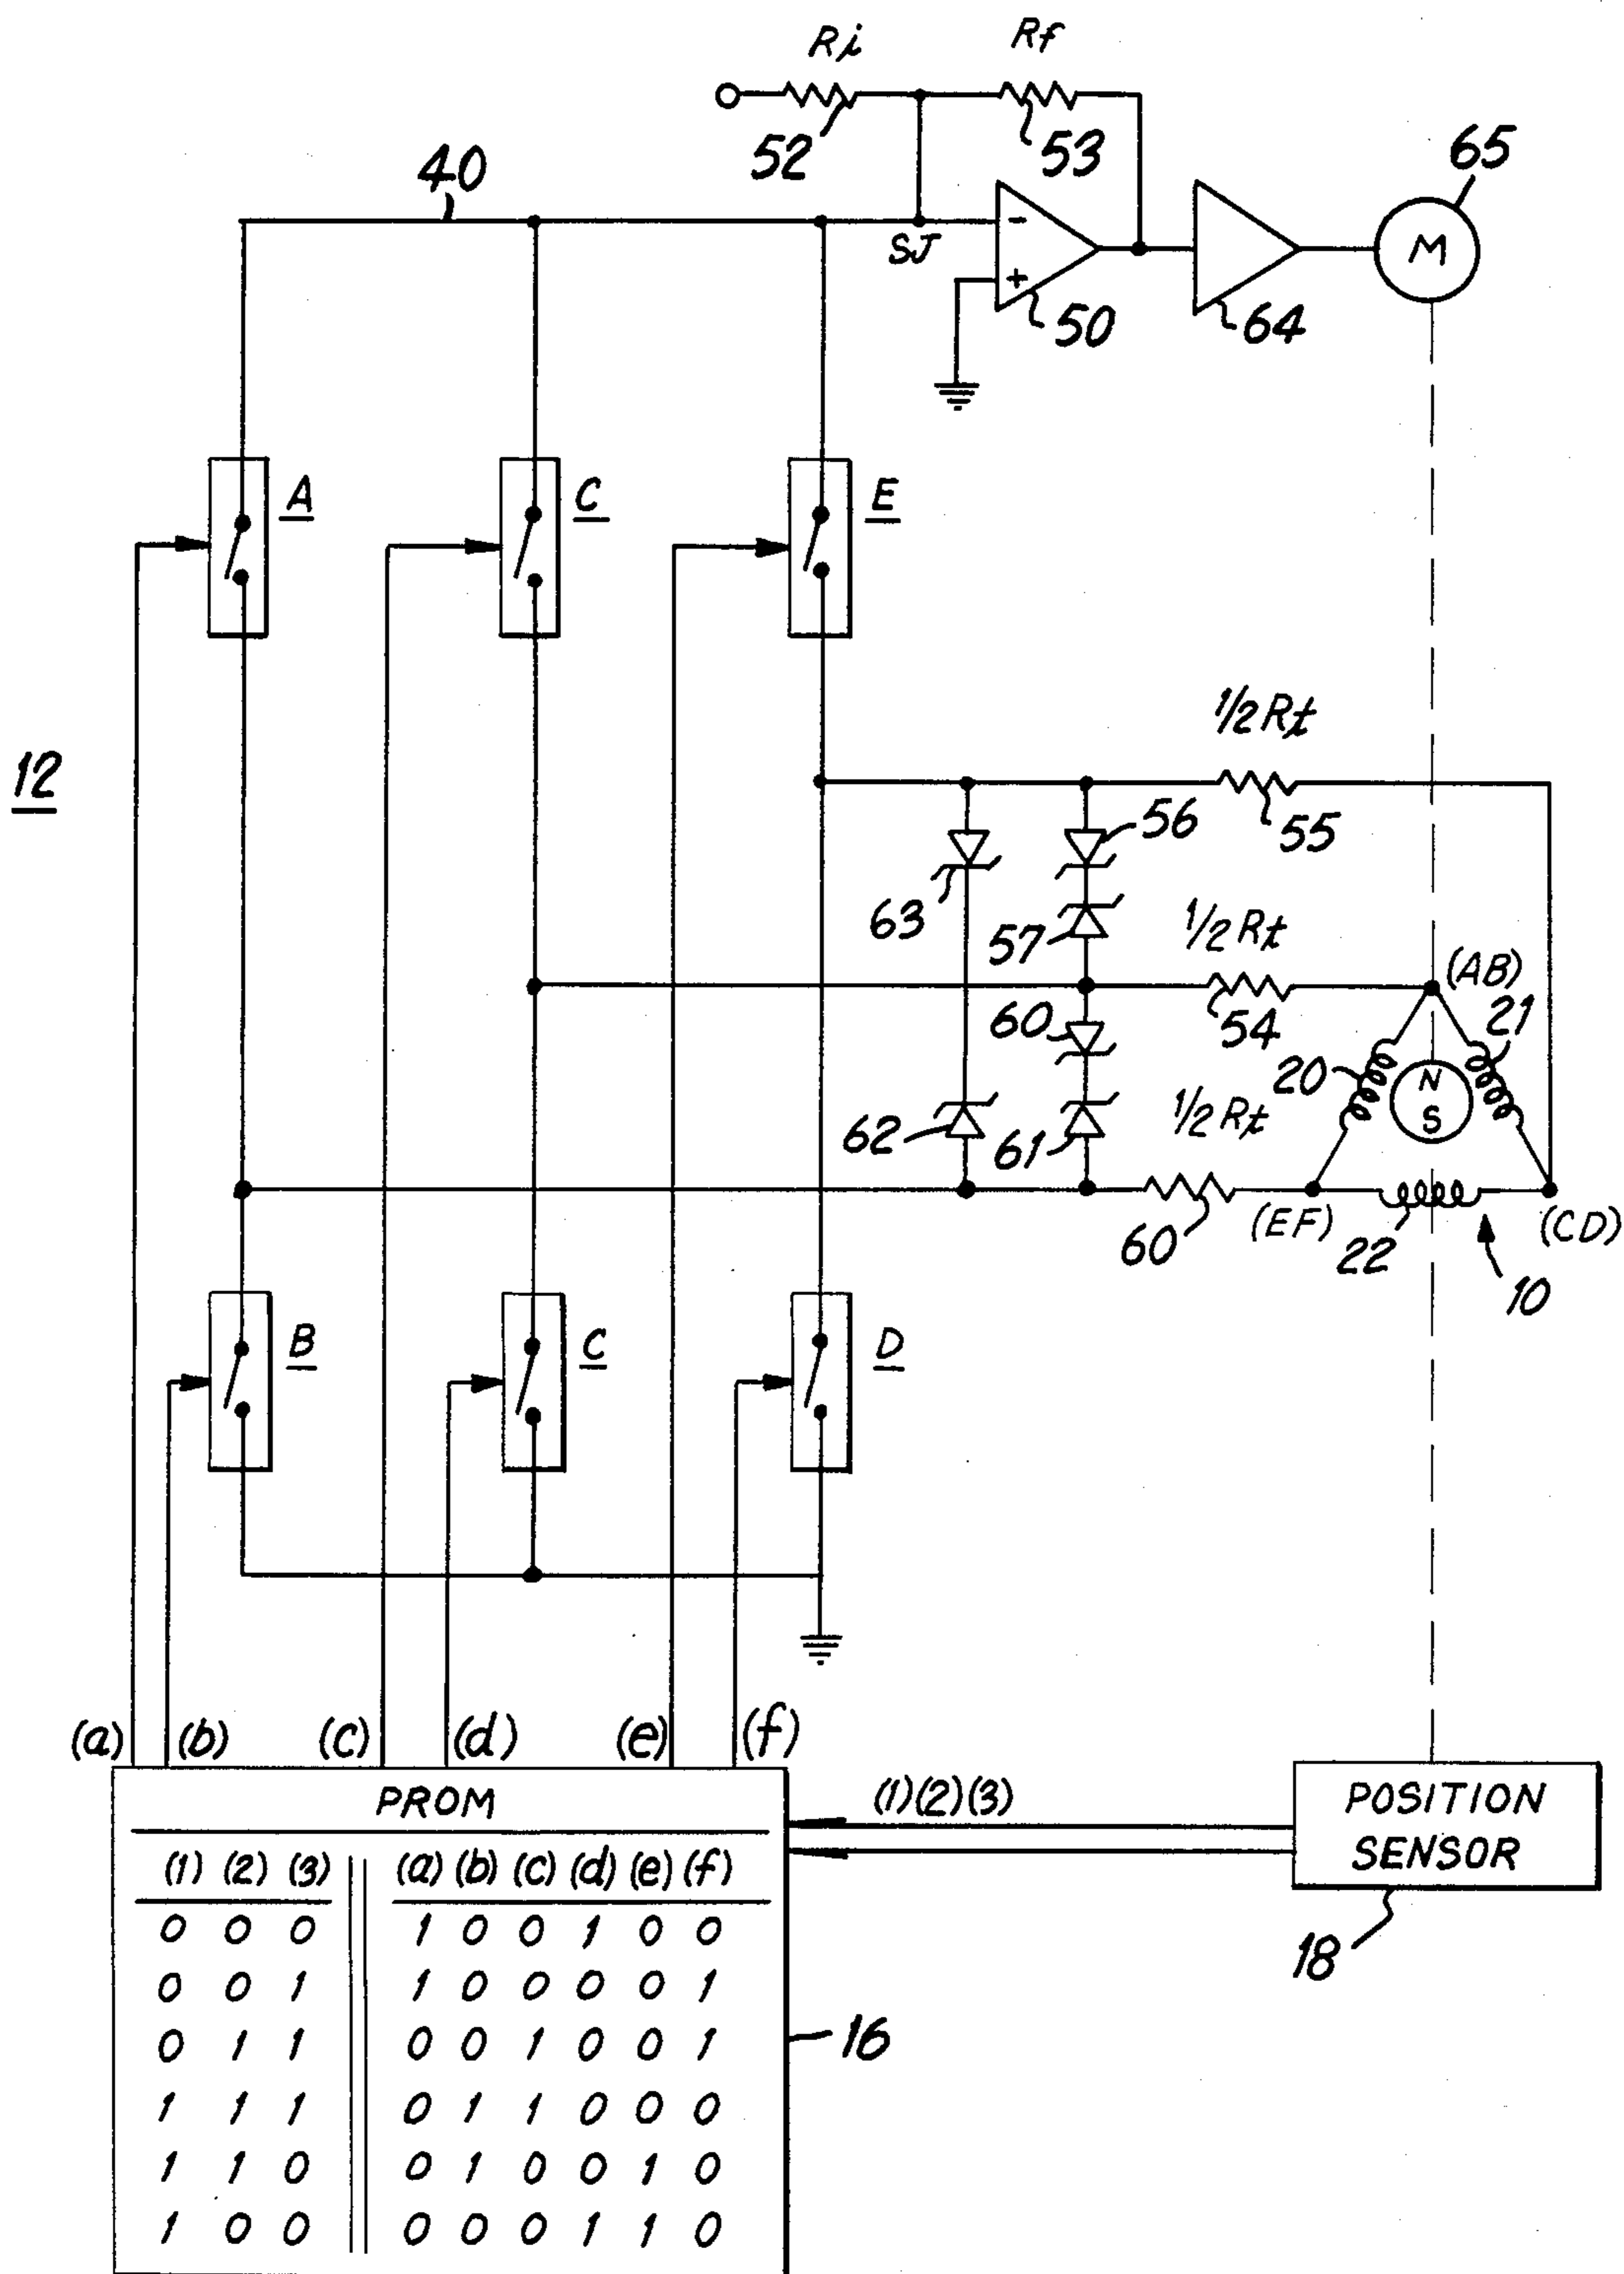 Ri
Rf
52
53
65
40
SJ
-
+
M
50
64
A
C
E
12
1/2 Rt
55
56
63
57
1/2 Rt
54
(AB)
21
60
20
N
S
62
61
1/2 Rt
60
(EF)
22
(CD)
10
B
C
D
(a) (b) (c) (d) (e) (f)
PROM
(1)(2)(3)
POSITION
SENSOR
18
(1) (2) (3) (a) (b) (c) (d) (e) (f)
0 0 0 1 0 0 1 0 0
0 0 1 1 0 0 0 0 1
0 1 1 0 0 1 0 0 1
1 1 1 0 1 1 0 0 0
1 1 0 0 1 0 0 1 0
1 0 0 0 0 0 1 1 0
16